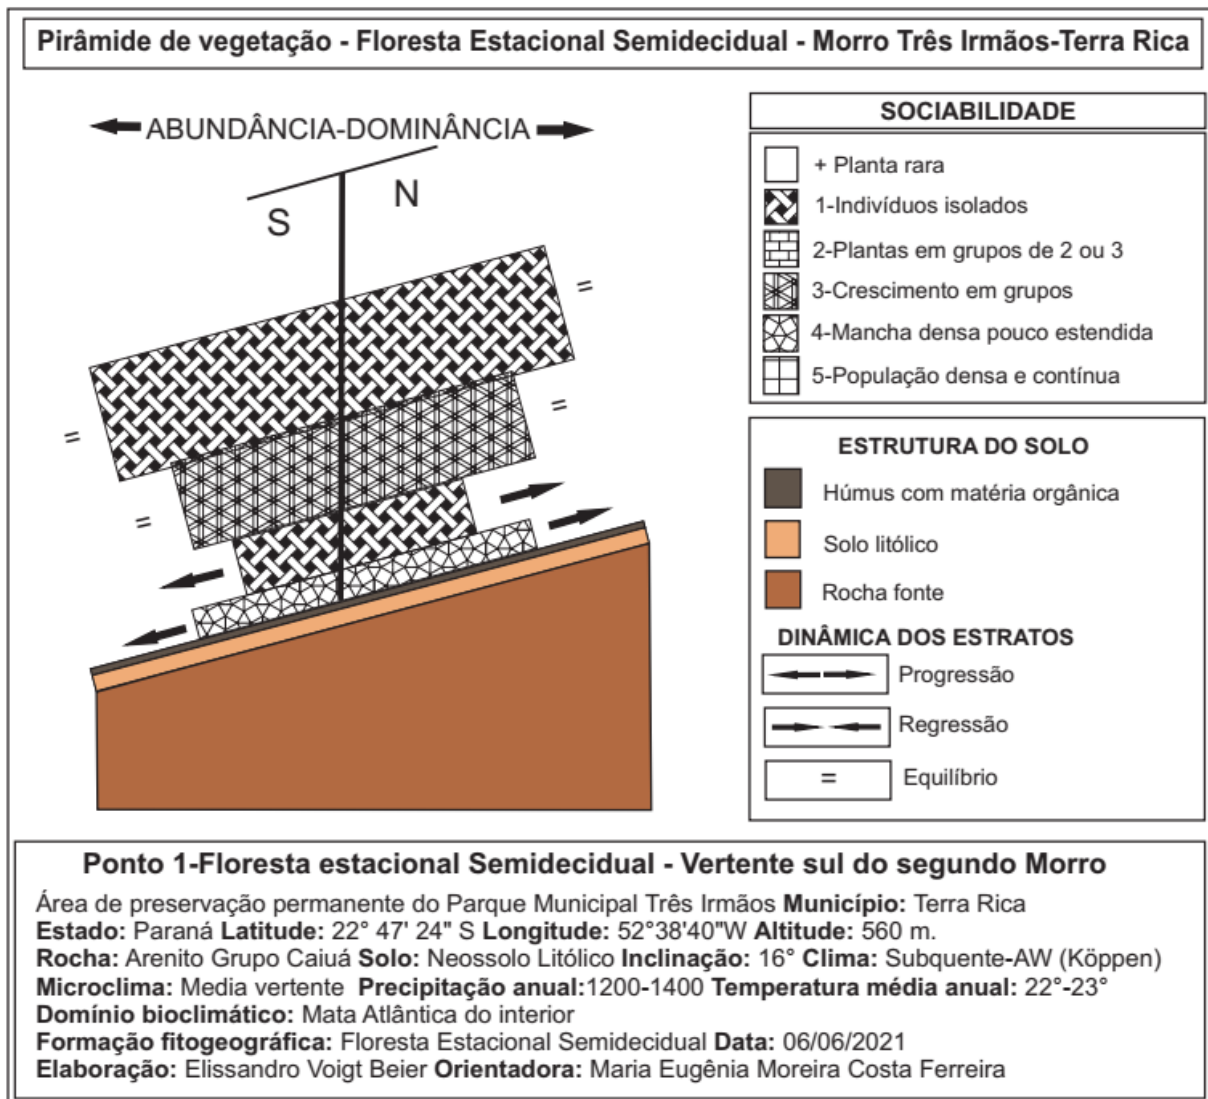 Pirâmide de vegetação - Floresta Estacional Semidecidual - Morro Três Irmãos-Terra Rica
ABUNDÂNCIA-DOMINÂNCIA
S
N
=
=
=
=
SOCIABILIDADE
+ Planta rara
1-Indivíduos isolados
2-Plantas em grupos de 2 ou 3
3-Crescimento em grupos
4-Mancha densa pouco estendida
5-População densa e contínua
ESTRUTURA DO SOLO
Húmus com matéria orgânica
Solo litólico
Rocha fonte
DINÂMICA DOS ESTRATOS
Progressão
Regressão
= Equilíbrio
Ponto 1-Floresta estacional Semidecidual - Vertente sul do segundo Morro
Área de preservação permanente do Parque Municipal Três Irmãos Município: Terra Rica
Estado: Paraná Latitude: 22° 47' 24" S Longitude: 52°38'40"W Altitude: 560 m.
Rocha: Arenito Grupo Caiuá Solo: Neossolo Litólico Inclinação: 16° Clima: Subquente-AW (Köppen)
Microclima: Media vertente Precipitação anual:1200-1400 Temperatura média anual: 22°-23°
Domínio bioclimático: Mata Atlântica do interior
Formação fitogeográfica: Floresta Estacional Semidecidual Data: 06/06/2021
Elaboração: Elissandro Voigt Beier Orientadora: Maria Eugênia Moreira Costa Ferreira